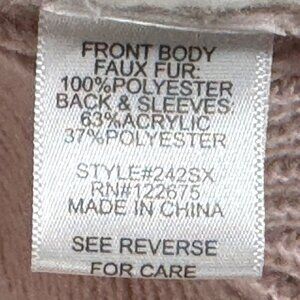 FRONT BODY
FAUX FUR:
100%POLYESTER
BACK & SLEEVES:
63%ACRYLIC
37%POLYESTER
STYLE#242SX
RN#122675
MADE IN CHINA
SEE REVERSE
FOR CARE